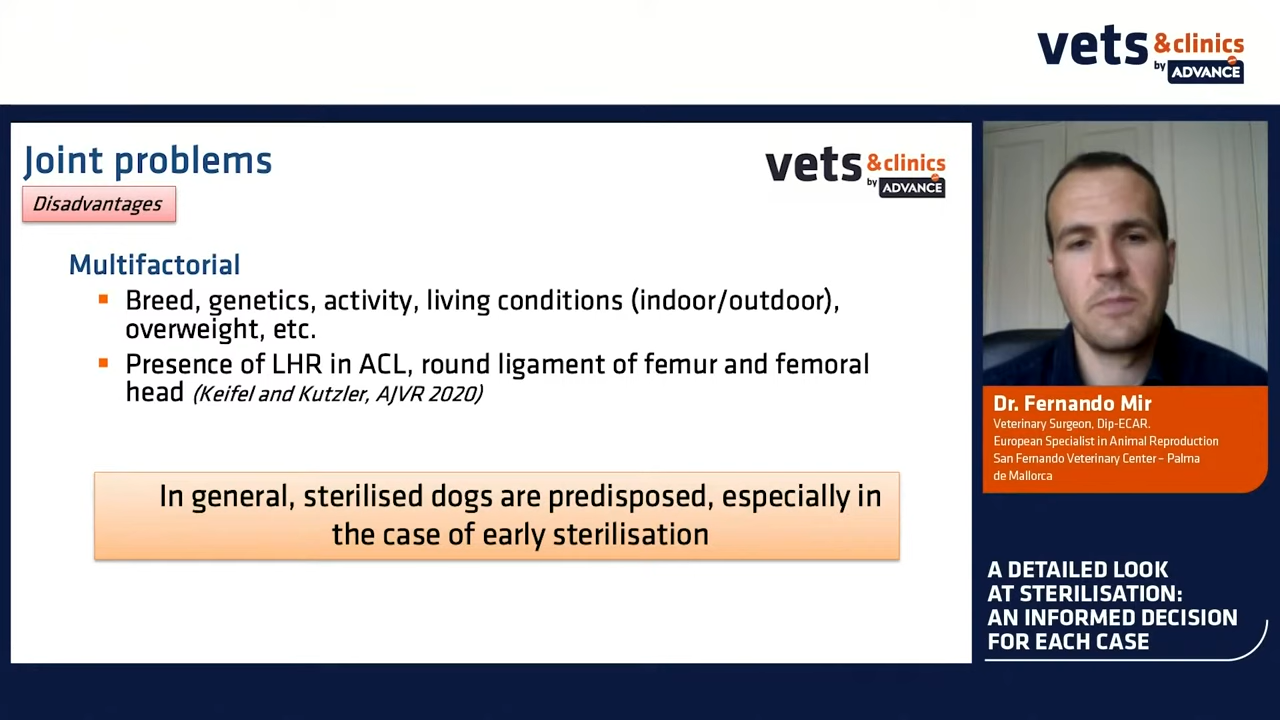 vets &clinics
by ADVANCE
Joint problems
vets &clinics
by ADVANCE
Disadvantages
Multifactorial
Breed, genetics, activity, living conditions (indoor/outdoor),
overweight, etc.
Presence of LHR in ACL, round ligament of femur and femoral
head (Keifel and Kutzler, AJVR 2020)
In general, sterilised dogs are predisposed, especially in
the case of early sterilisation
Dr. Fernando Mir
Veterinary Surgeon, Dip-ECAR.
European Specialist in Animal Reproduction
San Fernando Veterinary Center – Palma
de Mallorca
A DETAILED LOOK
AT STERILISATION:
AN INFORMED DECISION
FOR EACH CASE